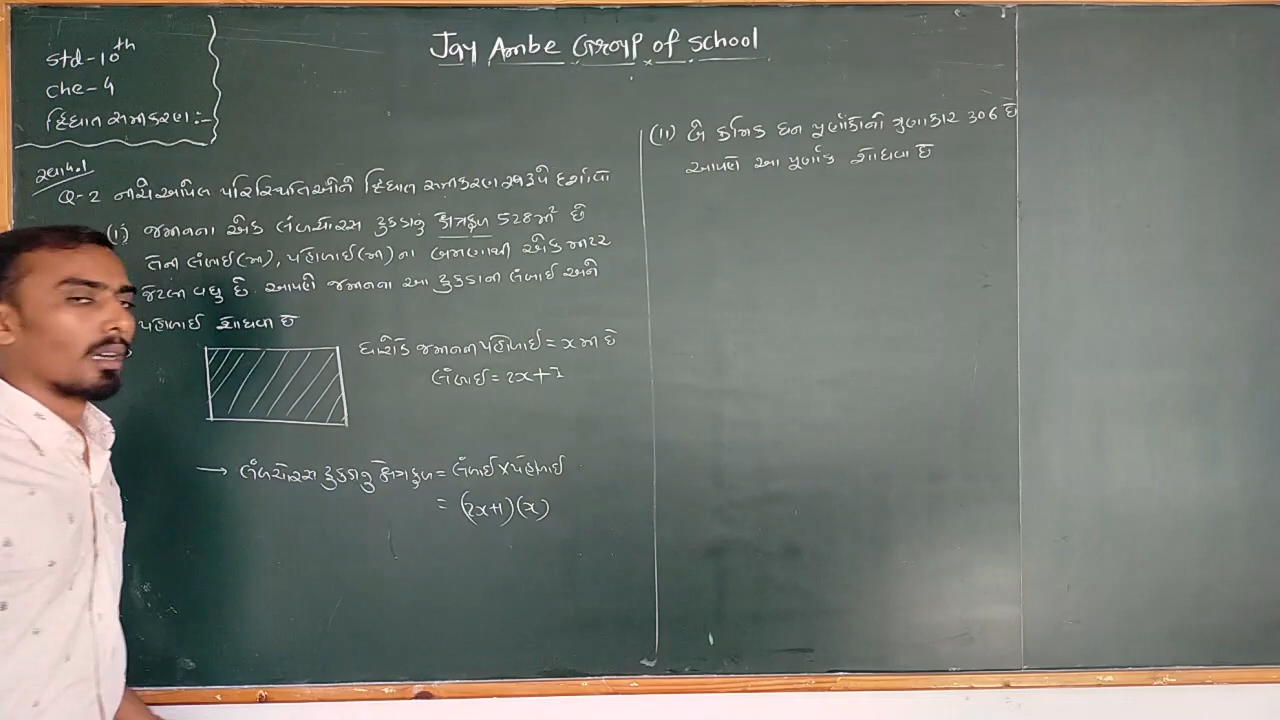 Jay Ambe Group of school
Std-10th
Che-4
દ્વિઘાત સમીકરણ :-
સ્વા 4.1
Q-2 નીચે આપેલ પરિસ્થિતિઓને દ્વિઘાત સમીકરણ સ્વરૂપે દર્શાવો
(i) જમીનના એક લંબચોરસ ટુકડાનું ક્ષેત્રફળ 528 મી² છે
તેની લંબાઈ(મી), પહોળાઈ(મી) ના બમણાથી એક મીટર
જેટલી વધુ છે. આપણે જમીનના આ ટુકડાની લંબાઈ અને
પહોળાઈ શોધવી છે
ધારોકે જમીનની પહોળાઈ = x મી છે
લંબાઈ = 2x+1
→ લંબચોરસ ટુકડાનું ક્ષેત્રફળ = લંબાઈ × પહોળાઈ
= (2x+1)(x)
(II) બે ક્રમિક ધન પૂર્ણાંકોનો ગુણાકાર 306 છે
આપણે આ પૂર્ણાંક શોધવા છે